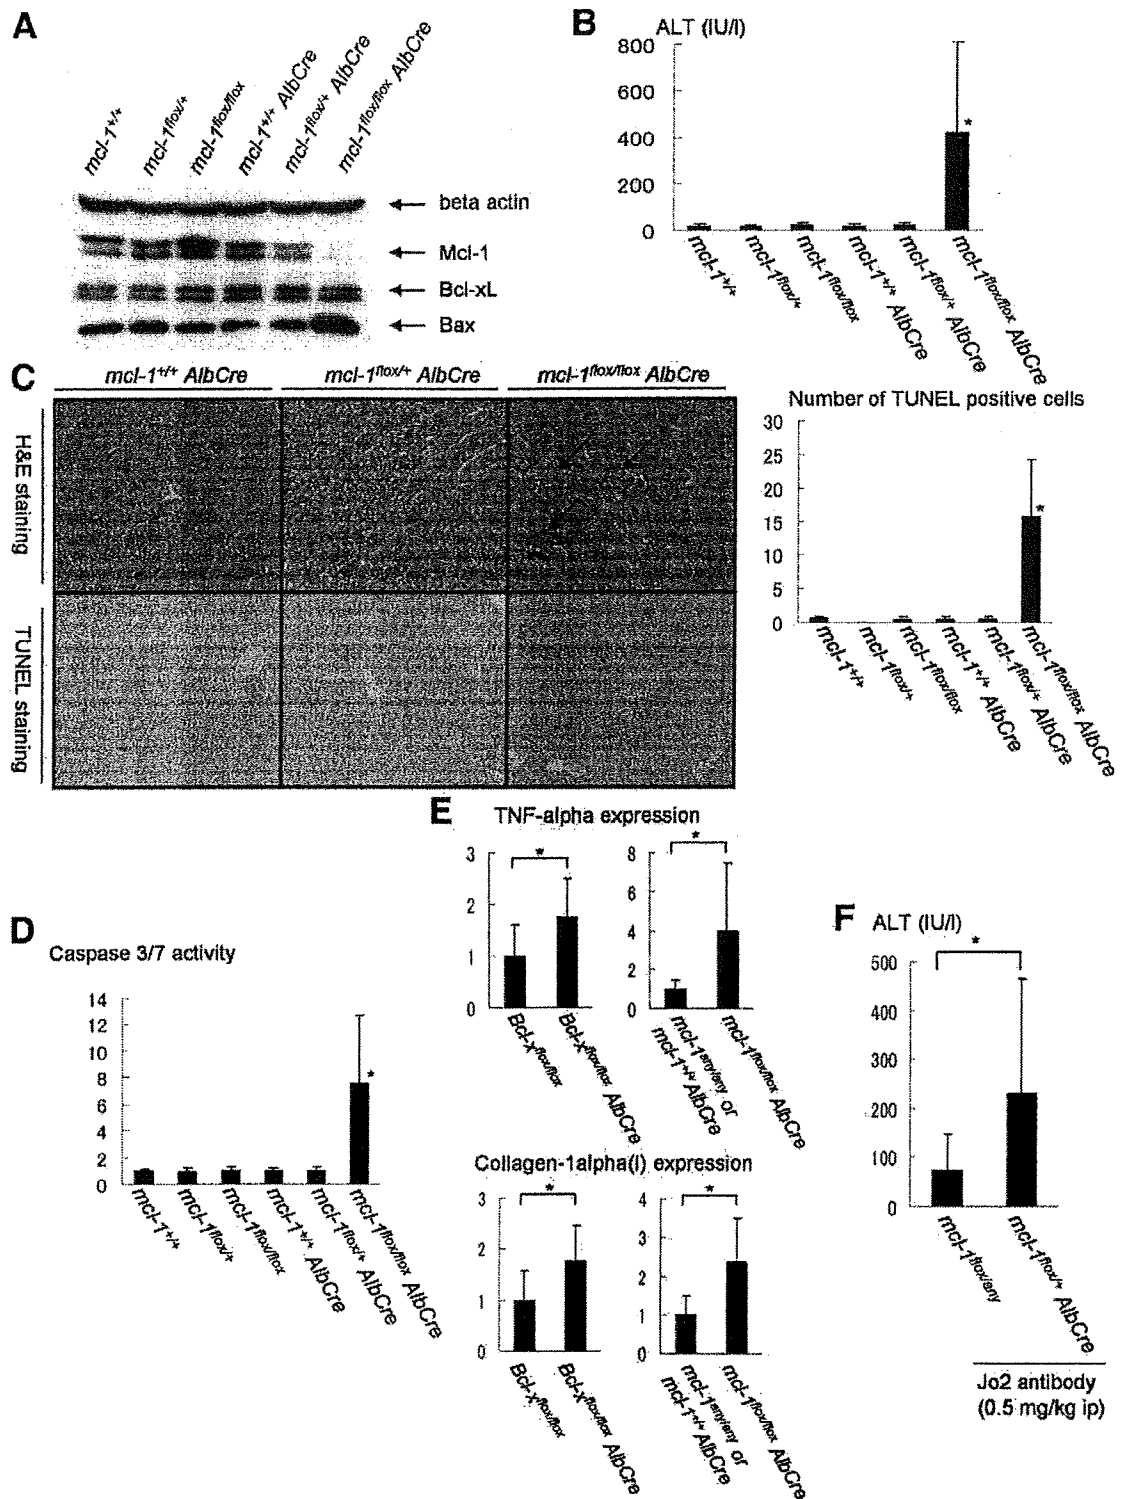 A
mcl-1+/+
mcl-1flox/+
mcl-1flox/flox
mcl-1+/+ AlbCre
mcl-1flox/+ AlbCre
mcl-1flox/flox AlbCre
beta actin
Mcl-1
Bcl-xL
Bax
B
ALT (IU/l)
800
600
400
200
0
*
mcl-1+/+
mcl-1flox/+
mcl-1flox/flox
mcl-1+/+ AlbCre
mcl-1flox/+ AlbCre
mcl-1flox/flox AlbCre
C
mcl-1+/+ AlbCre
mcl-1flox/+ AlbCre
mcl-1flox/flox AlbCre
H&E staining
TUNEL staining
Number of TUNEL positive cells
30
25
20
15
10
5
0
*
mcl-1+/+
mcl-1flox/+
mcl-1flox/flox
mcl-1+/+ AlbCre
mcl-1flox/+ AlbCre
mcl-1flox/flox AlbCre
D
Caspase 3/7 activity
14
12
10
8
6
4
2
0
*
mcl-1+/+
mcl-1flox/+
mcl-1flox/flox
mcl-1+/+ AlbCre
mcl-1flox/+ AlbCre
mcl-1flox/flox AlbCre
E
TNF-alpha expression
3
2
1
0
*
Bcl-xflox/flox
Bcl-xflox/flox AlbCre
8
6
4
2
0
*
mcl-1any/any or
mcl-1+/+ AlbCre
mcl-1flox/flox AlbCre
Collagen-1alpha(I) expression
3
2
1
0
*
Bcl-xflox/flox
Bcl-xflox/flox AlbCre
4
3
2
1
0
*
mcl-1any/any or
mcl-1+/+ AlbCre
mcl-1flox/flox AlbCre
F
ALT (IU/l)
500
400
300
200
100
0
*
mcl-1flox/any
mcl-1flox/+ AlbCre
Jo2 antibody
(0.5 mg/kg ip)